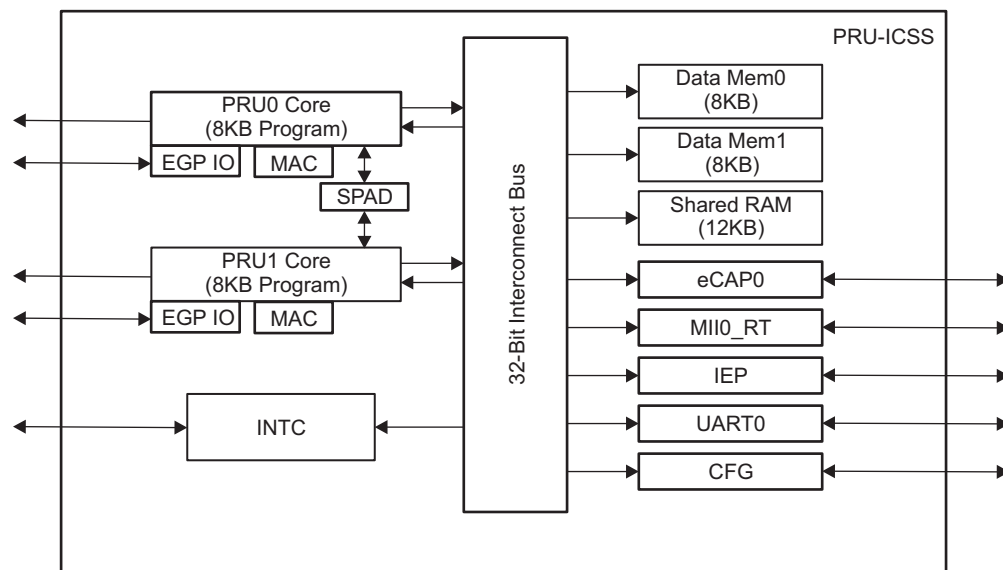 PRU-ICSS
PRU0 Core
(8KB Program)
EGP IO
MAC
SPAD
PRU1 Core
(8KB Program)
EGP IO
MAC
INTC
32-Bit Interconnect Bus
Data Mem0
(8KB)
Data Mem1
(8KB)
Shared RAM
(12KB)
eCAP0
MII0_RT
IEP
UART0
CFG